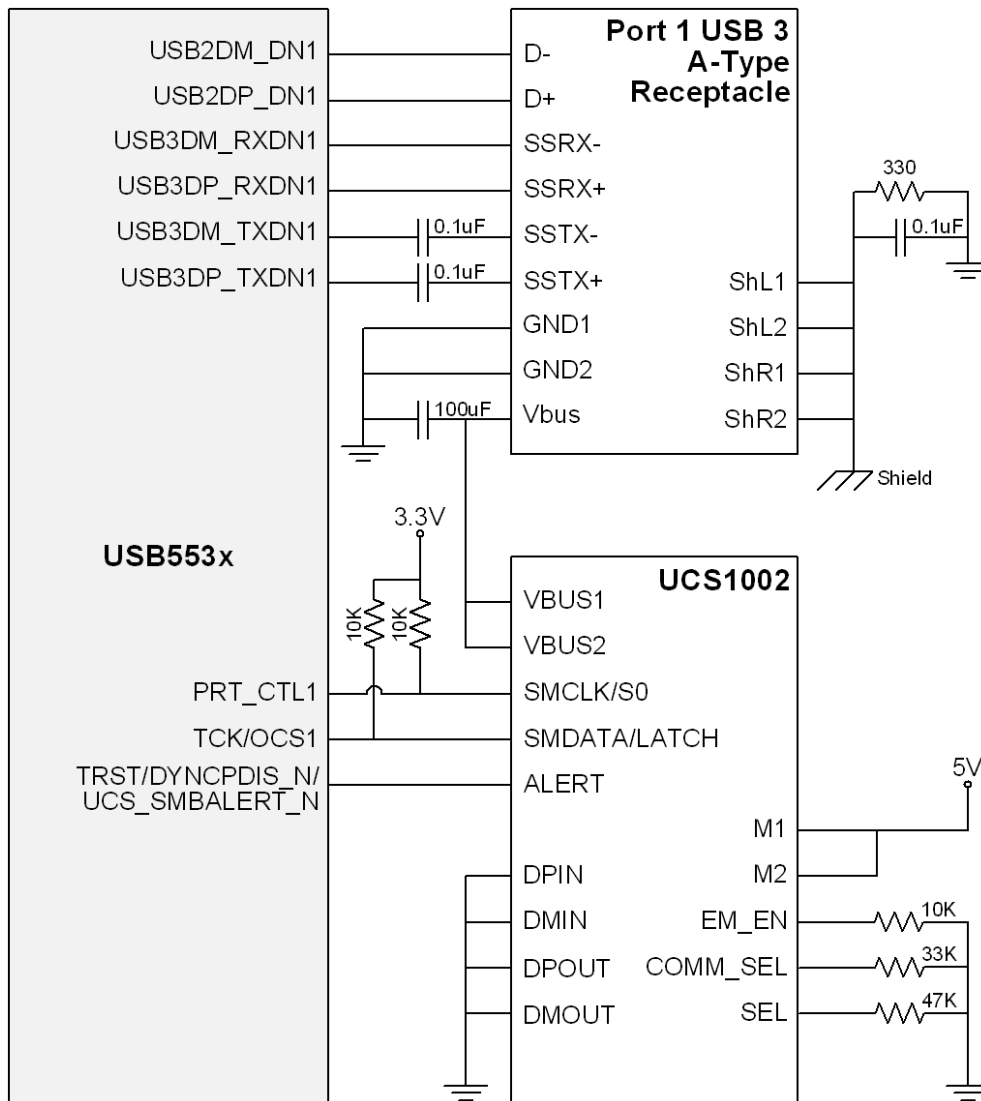 USB553x
USB2DM_DN1
USB2DP_DN1
USB3DM_RXDN1
USB3DP_RXDN1
USB3DM_TXDN1
USB3DP_TXDN1
PRT_CTL1
TCK/OCS1
TRST/DYNCPDIS_N/
UCS_SMBALERT_N
0.1uF
0.1uF
100uF
3.3V
10K
10K
Port 1 USB 3
A-Type
Receptacle
D-
D+
SSRX-
SSRX+
SSTX-
SSTX+
GND1
GND2
Vbus
ShL1
ShL2
ShR1
ShR2
330
0.1uF
Shield
UCS1002
VBUS1
VBUS2
SMCLK/S0
SMDATA/LATCH
ALERT
DPIN
DMIN
DPOUT
DMOUT
M1
M2
EM_EN
COMM_SEL
SEL
5V
10K
33K
47K